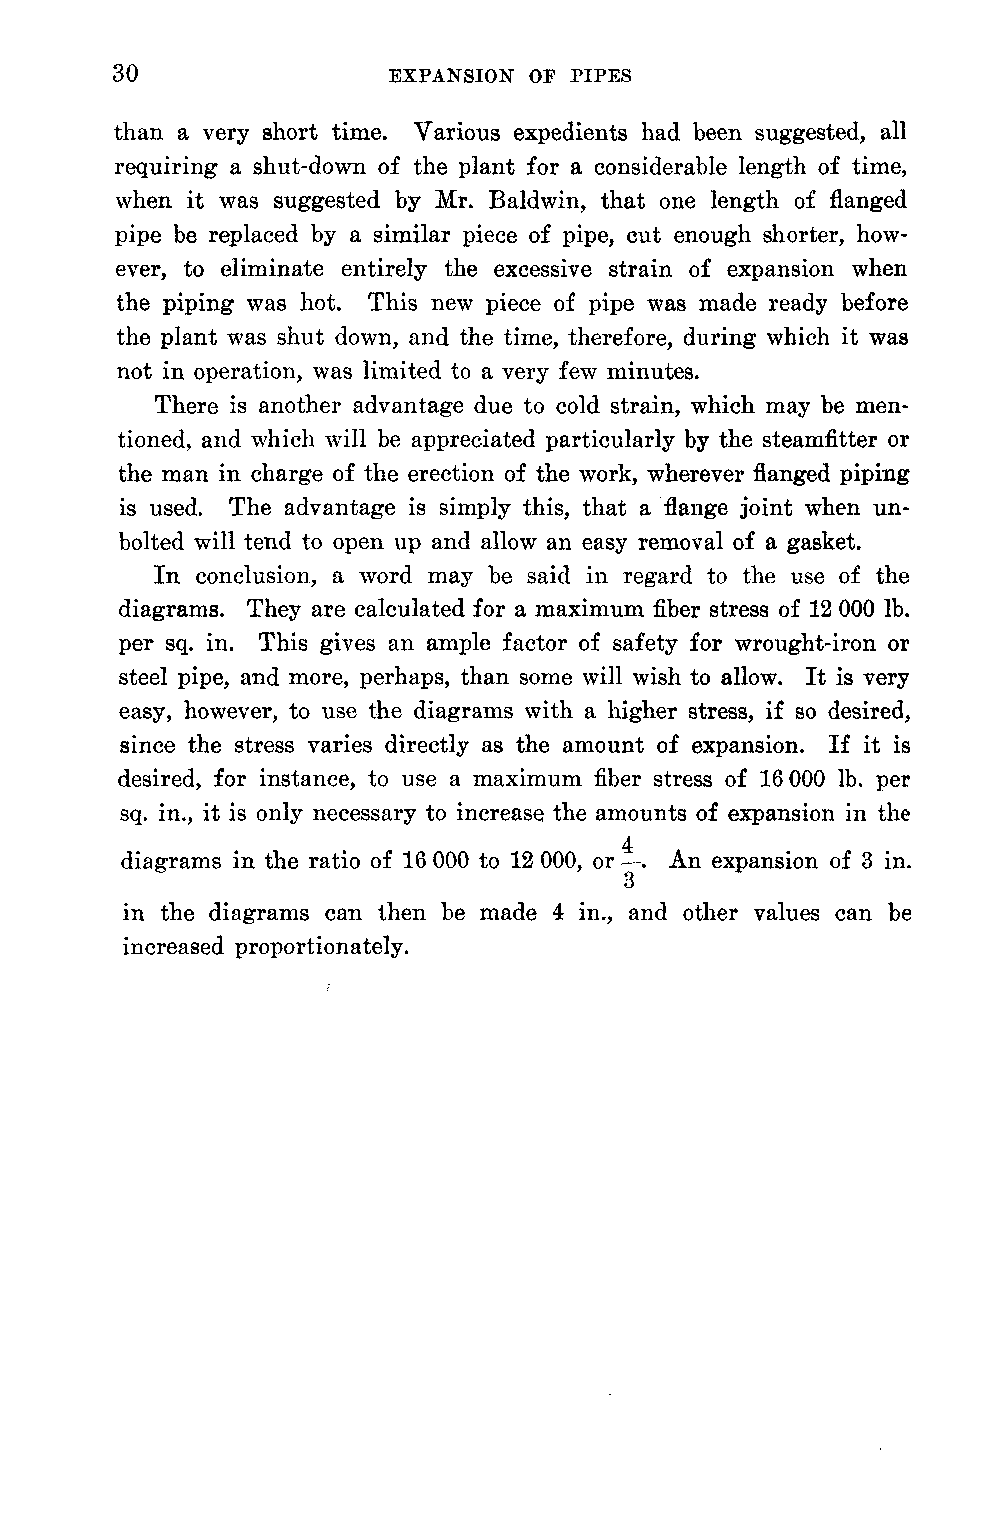 30 EXPANSION OF PIPES
than a very short time. Various expedients had been suggested, all
requiring a shut-down of the plant for a considerable length of time,
when it was suggested by Mr. Baldwin, that one length of flanged
pipe be replaced by a similar piece of pipe, cut enough shorter, how-
ever, to eliminate entirely the excessive strain of expansion when
the piping was hot. This new piece of pipe was made ready before
the plant was shut down, and the time, therefore, during which it was
not in operation, was limited to a very few minutes.
There is another advantage due to cold strain, which may be men-
tioned, and which will be appreciated particularly by the steamfitter or
the man in charge of the erection of the work, wherever flanged piping
is used. The advantage is simply this, that a flange joint when un-
bolted will tend to open up and allow an easy removal of a gasket.
In conclusion, a word may be said in regard to the use of the
diagrams. They are calculated for a maximum fiber stress of 12 000 lb.
per sq. in. This gives an ample factor of safety for wrought-iron or
steel pipe, and more, perhaps, than some will wish to allow. It is very
easy, however, to use the diagrams with a higher stress, if so desired,
since the stress varies directly as the amount of expansion. If it is
desired, for instance, to use a maximum fiber stress of 16 000 lb. per
sq. in., it is only necessary to increase the amounts of expansion in the
diagrams in the ratio of 16 000 to 12 000, or 4/3. An expansion of 3 in.
in the diagrams can then be made 4 in., and other values can be
increased proportionately.